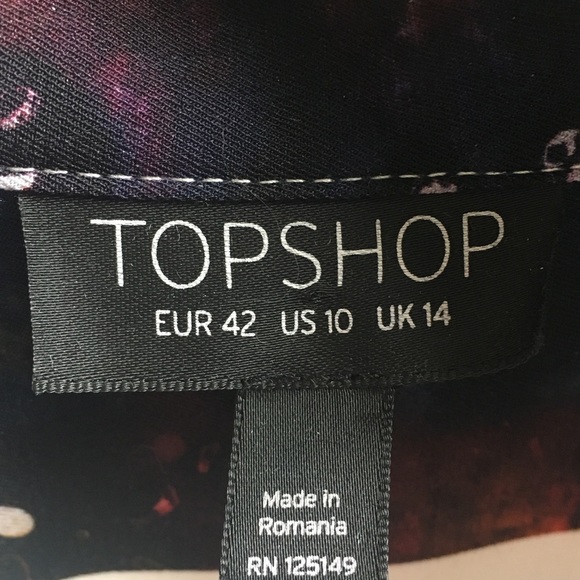 TOPSHOP
EUR 42 US 10 UK 14
Made in
Romania
RN 125149